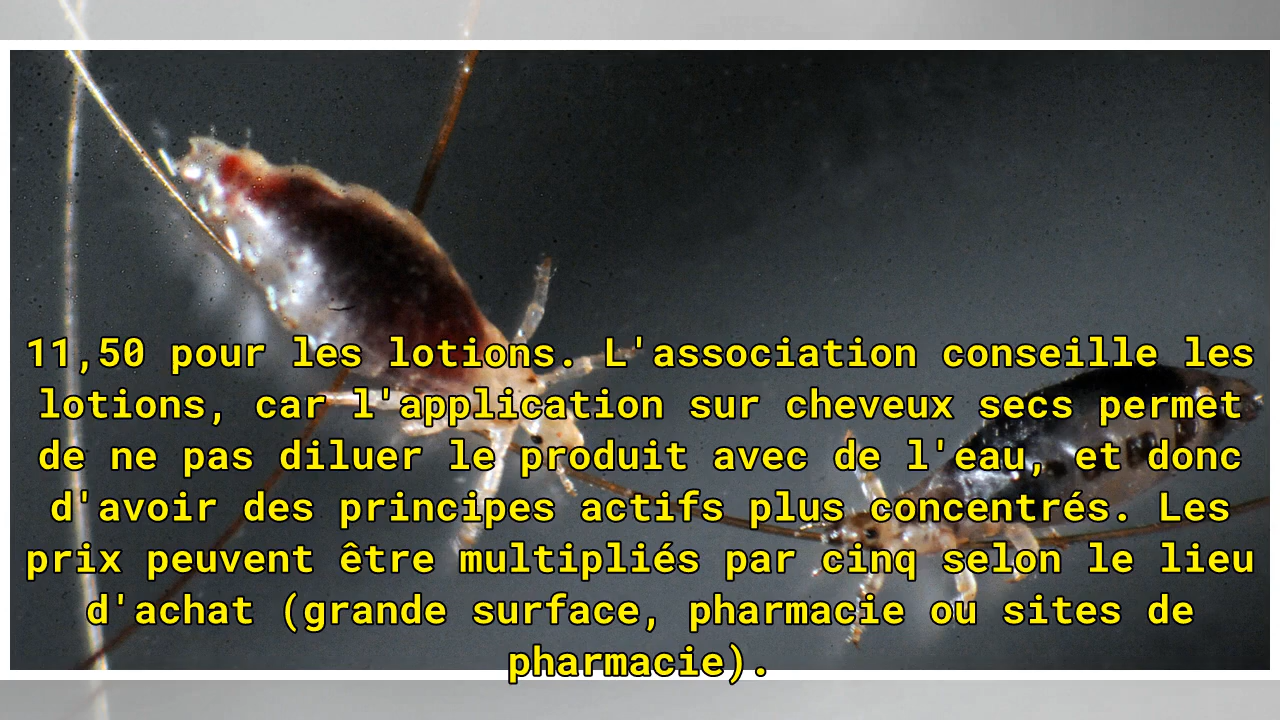 11,50 pour les lotions. L'association conseille les
lotions, car l'application sur cheveux secs permet
de ne pas diluer le produit avec de l'eau, et donc
d'avoir des principes actifs plus concentrés. Les
prix peuvent être multipliés par cinq selon le lieu
d'achat (grande surface, pharmacie ou sites de
pharmacie).